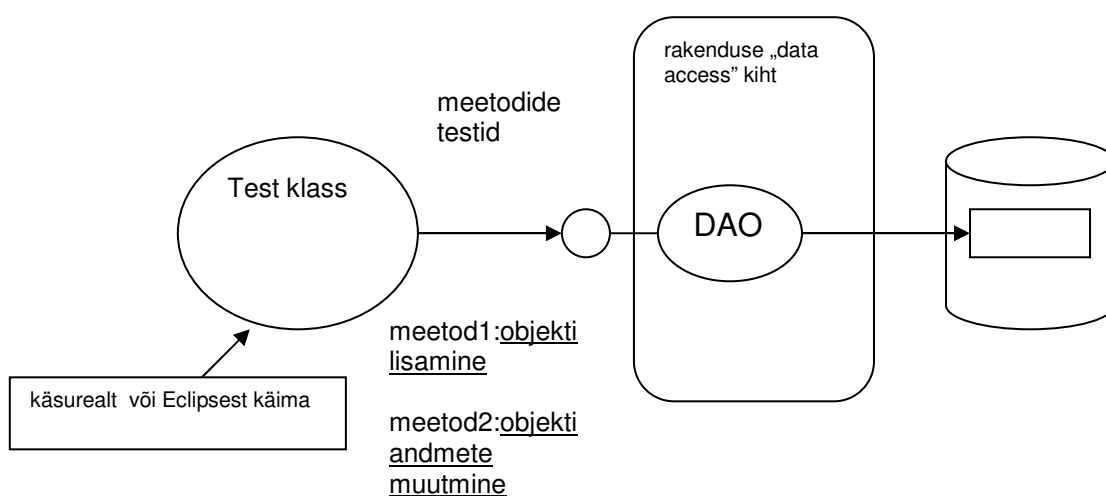 rakenduse „data
access” kiht
meetodide
testid
Test klass
DAO
meetod1:objekti
lisamine
käsurealt või Eclipsest käima
meetod2:objekti
andmete
muutmine